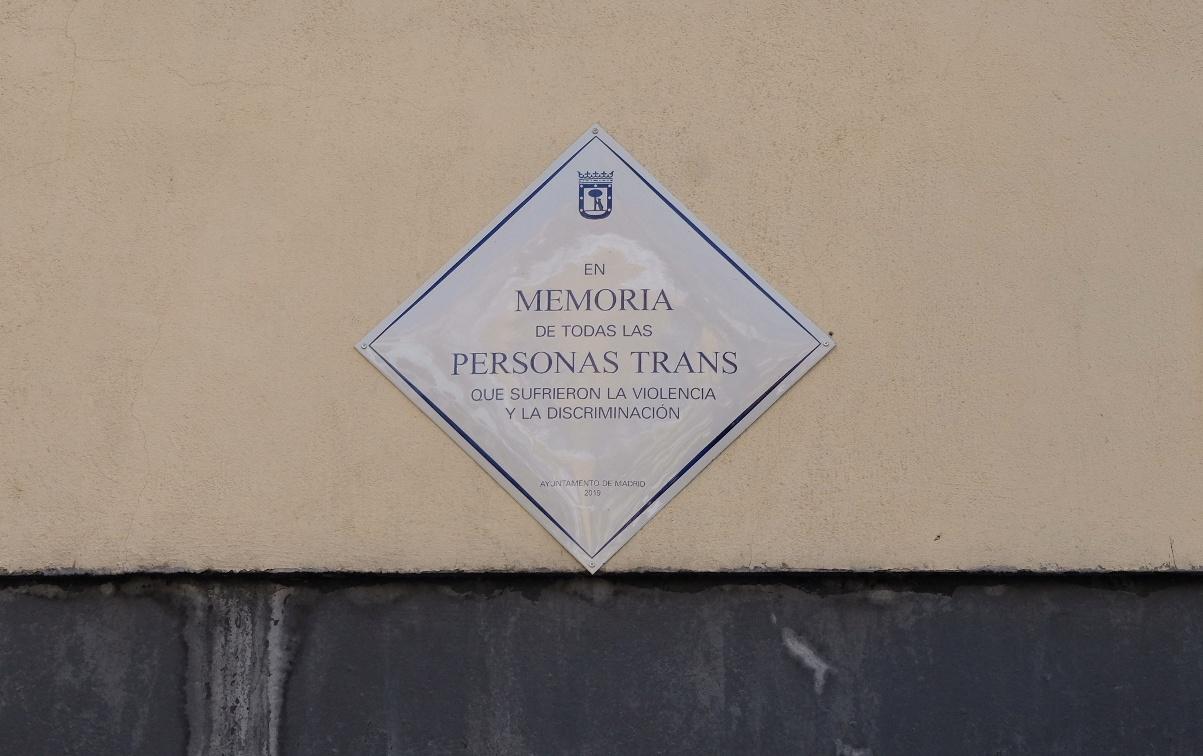 EN
MEMORIA
DE TODAS LAS
PERSONAS TRANS
QUE SUFRIERON LA VIOLENCIA
Y LA DISCRIMINACIÓN
AYUNTAMIENTO DE MADRID
2019